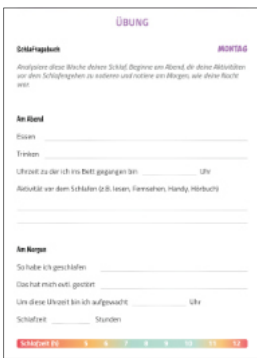 ÜBUNG
Schlaftagebuch MONTAG
Analysiere diese Woche deinen Schlaf. Beginne am Abend, dir deine Aktivitäten
vor dem Schlafengehen zu notieren und notiere am Morgen, wie deine Nacht
war.
Am Abend
Essen
Trinken
Uhrzeit zu der ich ins Bett gegangen bin Uhr
Aktivität vor dem Schlafen (z.B. lesen, Fernsehen, Handy, Hörbuch)
Am Morgen
So habe ich geschlafen
Das hat mich evtl. gestört
Um diese Uhrzeit bin ich aufgewacht Uhr
Schlafzeit Stunden
Schlafzeit (h) 5 6 7 8 9 10 11 12